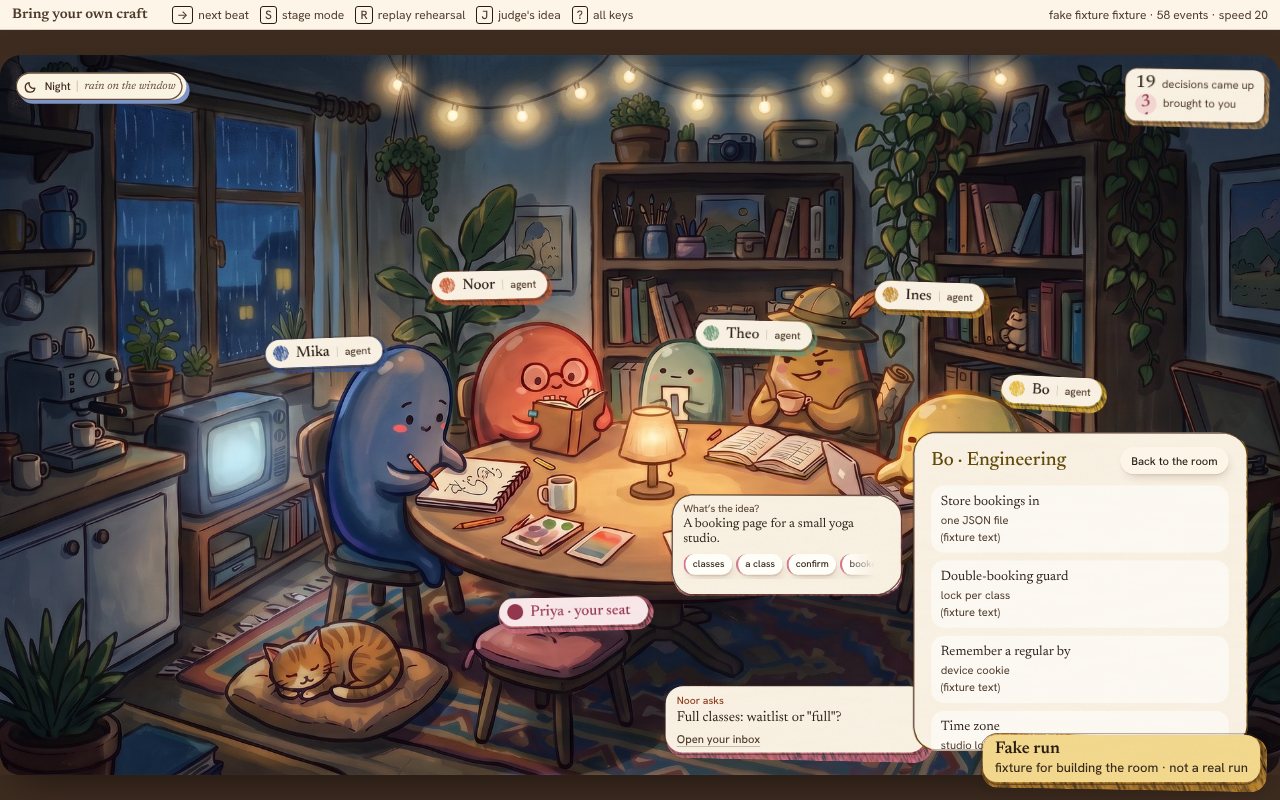 Bring your own craft
→ next beat S stage mode R replay rehearsal J judge's idea ? all keys
fake fixture fixture · 58 events · speed 20
Night rain on the window
19 decisions came up
3 brought to you
Noor agent
Ines agent
Theo agent
Mika agent
Bo agent
Bo · Engineering
Back to the room
Store bookings in
one JSON file
(fixture text)
Double-booking guard
lock per class
(fixture text)
Remember a regular by
device cookie
(fixture text)
Time zone
studio lo
What's the idea?
A booking page for a small yoga
studio.
classes a class confirm book
Priya · your seat
Noor asks
Full classes: waitlist or "full"?
Open your inbox
Fake run
fixture for building the room · not a real run